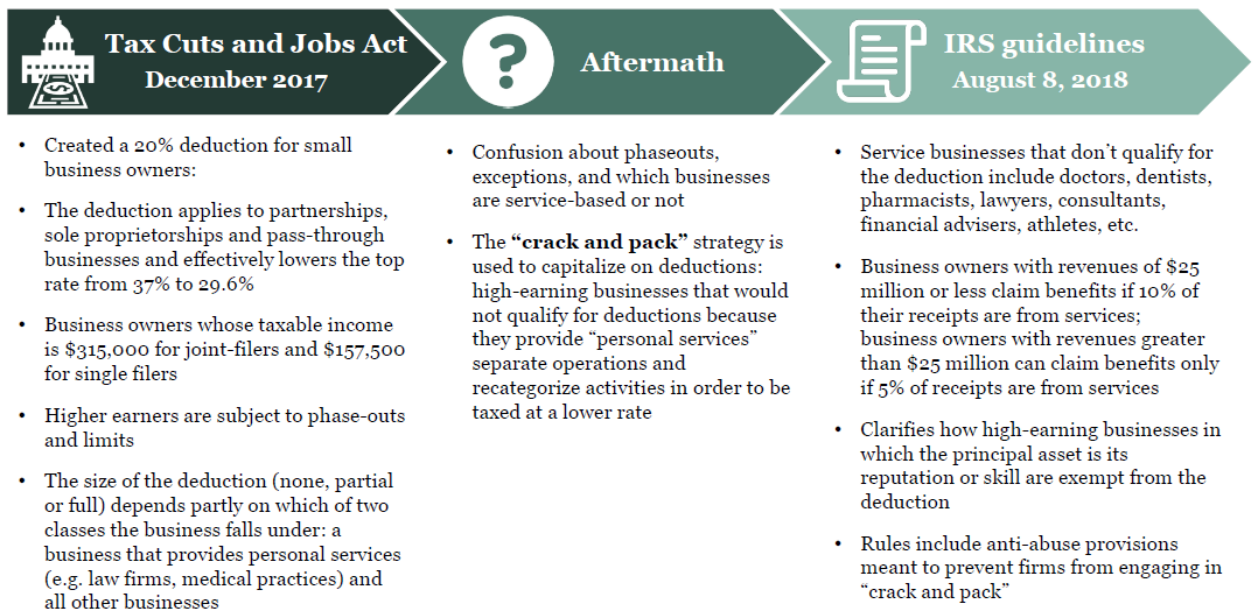 Tax Cuts and Jobs Act
December 2017
Aftermath
IRS guidelines
August 8, 2018
• Created a 20% deduction for small
business owners:
• The deduction applies to partnerships,
sole proprietorships and pass-through
businesses and effectively lowers the top
rate from 37% to 29.6%
• Business owners whose taxable income
is $315,000 for joint-filers and $157,500
for single filers
• Higher earners are subject to phase-outs
and limits
• The size of the deduction (none, partial
or full) depends partly on which of two
classes the business falls under: a
business that provides personal services
(e.g. law firms, medical practices) and
all other businesses
• Confusion about phaseouts,
exceptions, and which businesses
are service-based or not
• The “crack and pack” strategy is
used to capitalize on deductions:
high-earning businesses that would
not qualify for deductions because
they provide “personal services”
separate operations and
recategorize activities in order to be
taxed at a lower rate
• Service businesses that don’t qualify for
the deduction include doctors, dentists,
pharmacists, lawyers, consultants,
financial advisers, athletes, etc.
• Business owners with revenues of $25
million or less claim benefits if 10% of
their receipts are from services;
business owners with revenues greater
than $25 million can claim benefits only
if 5% of receipts are from services
• Clarifies how high-earning businesses in
which the principal asset is its
reputation or skill are exempt from the
deduction
• Rules include anti-abuse provisions
meant to prevent firms from engaging in
“crack and pack”